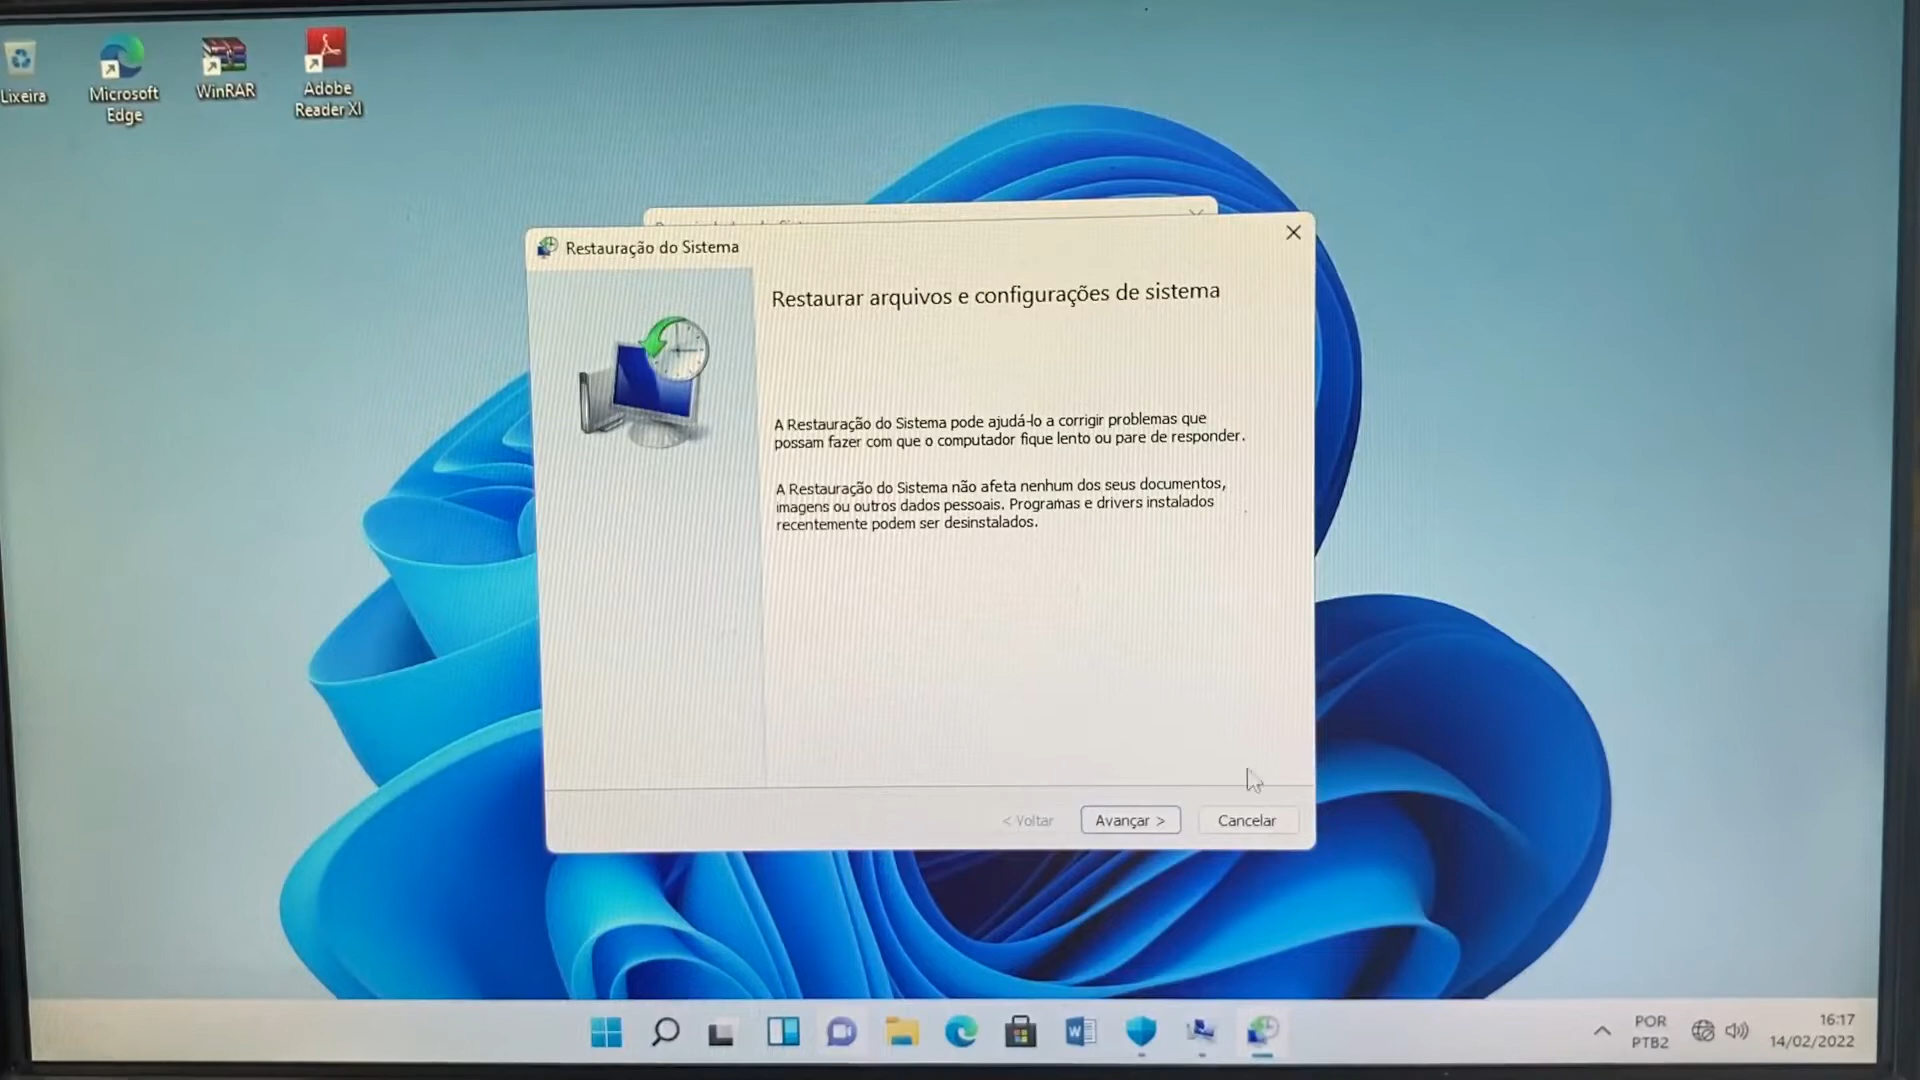 Lixeira
Microsoft
Edge
WinRAR
Adobe
Reader XI
Restauração do Sistema
Restaurar arquivos e configurações de sistema
A Restauração do Sistema pode ajudá-lo a corrigir problemas que
possam fazer com que o computador fique lento ou pare de responder.
A Restauração do Sistema não afeta nenhum dos seus documentos,
imagens ou outros dados pessoais. Programas e drivers instalados
recentemente podem ser desinstalados.
< Voltar
Avançar >
Cancelar
POR
PTB2
16:17
14/02/2022